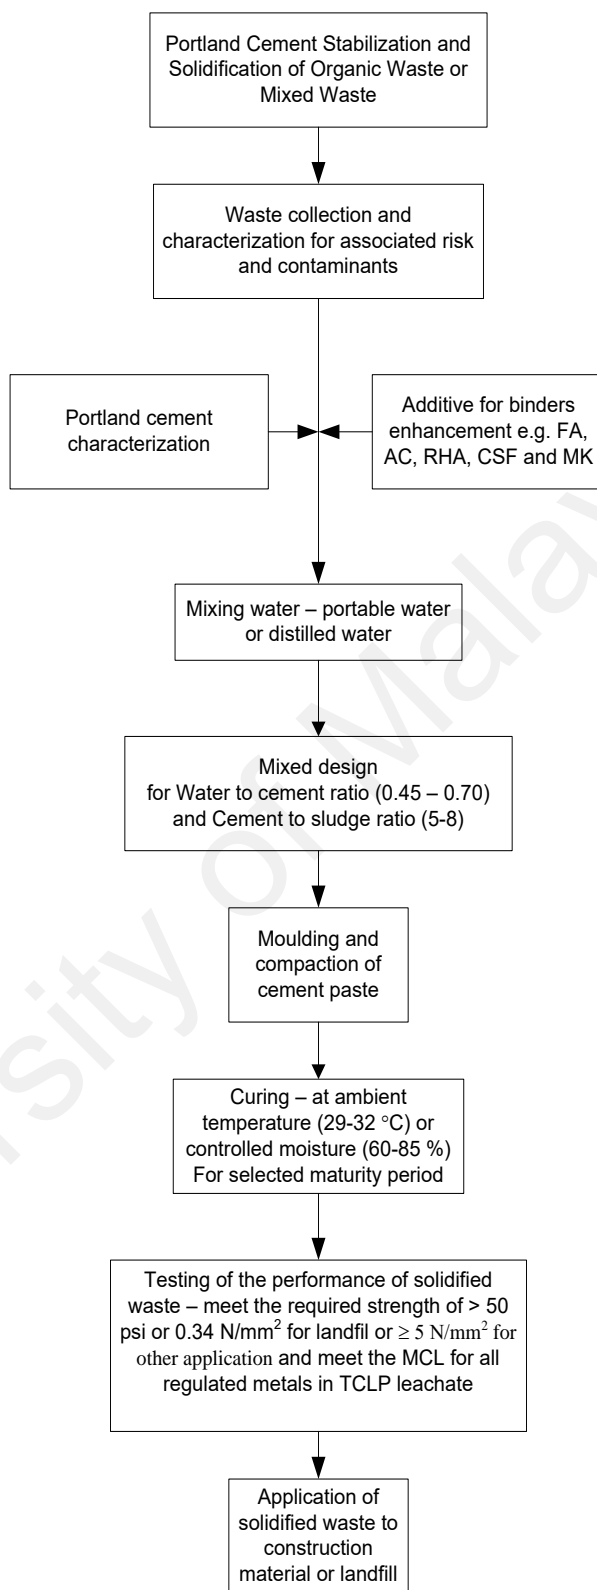 Portland Cement Stabilization and
Solidification of Organic Waste or
Mixed Waste
Waste collection and
characterization for associated risk
and contaminants
Portland cement
characterization
Additive for binders
enhancement e.g. FA,
AC, RHA, CSF and MK
Mixing water – portable water
or distilled water
Mixed design
for Water to cement ratio (0.45 – 0.70)
and Cement to sludge ratio (5-8)
Moulding and
compaction of
cement paste
Curing – at ambient
temperature (29-32 °C) or
controlled moisture (60-85 %)
For selected maturity period
Testing of the performance of solidified
waste – meet the required strength of > 50
psi or 0.34 N/mm² for landfil or ≥ 5 N/mm² for
other application and meet the MCL for all
regulated metals in TCLP leachate
Application of
solidified waste to
construction
material or landfill
rsity of Malay